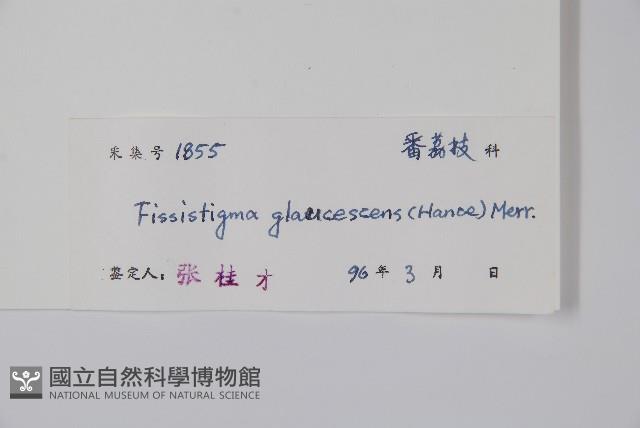 采集号 1855 番荔枝 科
Fissistigma glaucescens (Hance) Merr.
鉴定人: 张桂才 96 年 3 月 日
國立自然科學博物館
NATIONAL MUSEUM OF NATURAL SCIENCE